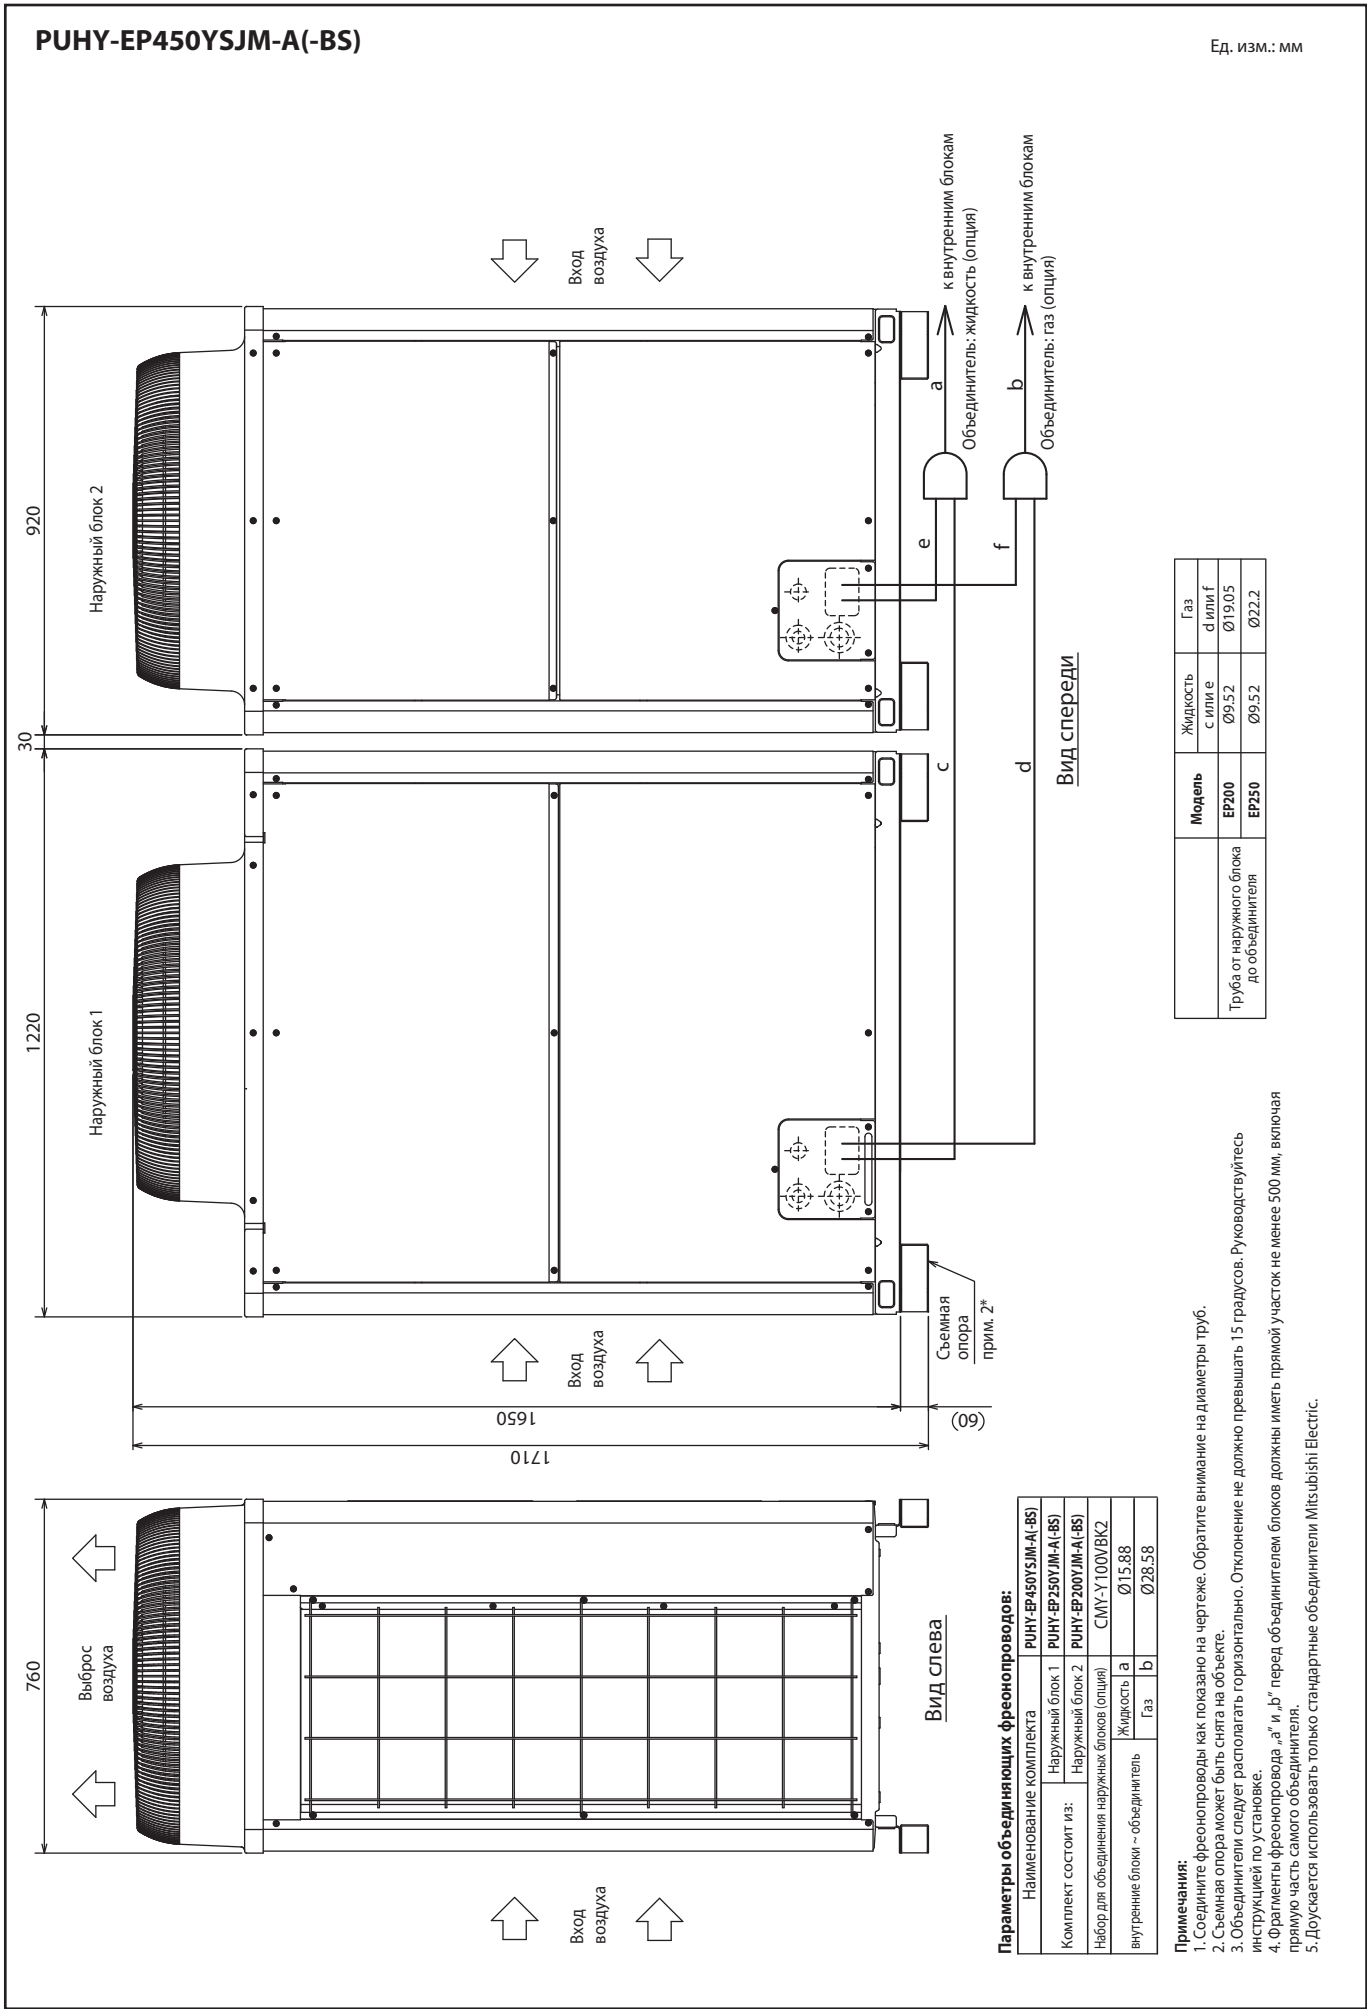 PUHY-EP450YSJM-A(-BS)
Ед. изм.: мм
760
1220
30
920
Выброс
воздуха
Наружный блок 1
Наружный блок 2
1710
1650
(60)
Вход
воздуха
Вход
воздуха
Вход
воздуха
Съемная
опора
прим. 2*
Вид слева
Вид спереди
e
c
a
к внутренним блокам
Объединитель: жидкость (опция)
f
d
b
к внутренним блокам
Объединитель: газ (опция)
Параметры объединяющих фреонопроводов:
Наименование комплекта PUHY-EP450YSJM-A(-BS)
Комплект состоит из: Наружный блок 1 PUHY-EP250YJM-A(-BS)
Наружный блок 2 PUHY-EP200YJM-A(-BS)
Набор для объединения наружных блоков (опция) CMY-Y100VBK2
внутренние блоки ~ объединитель Жидкость a Ø15.88
Газ b Ø28.58
Модель Жидкость Газ
c или e d или f
Труба от наружного блока
до объединителя
EP200 Ø9.52 Ø19.05
EP250 Ø9.52 Ø22.2
Примечания:
1. Соедините фреонопроводы как показано на чертеже. Обратите внимание на диаметры труб.
2. Съемная опора может быть снята на объекте.
3. Объединители следует располагать горизонтально. Отклонение не должно превышать 15 градусов. Руководствуйтесь
инструкцией по установке.
4. Фрагменты фреонопровода „a” и „b” перед объединителем блоков должны иметь прямой участок не менее 500 мм, включая
прямую часть самого объединителя.
5. Доускается использовать только стандартные объединители Mitsubishi Electric.